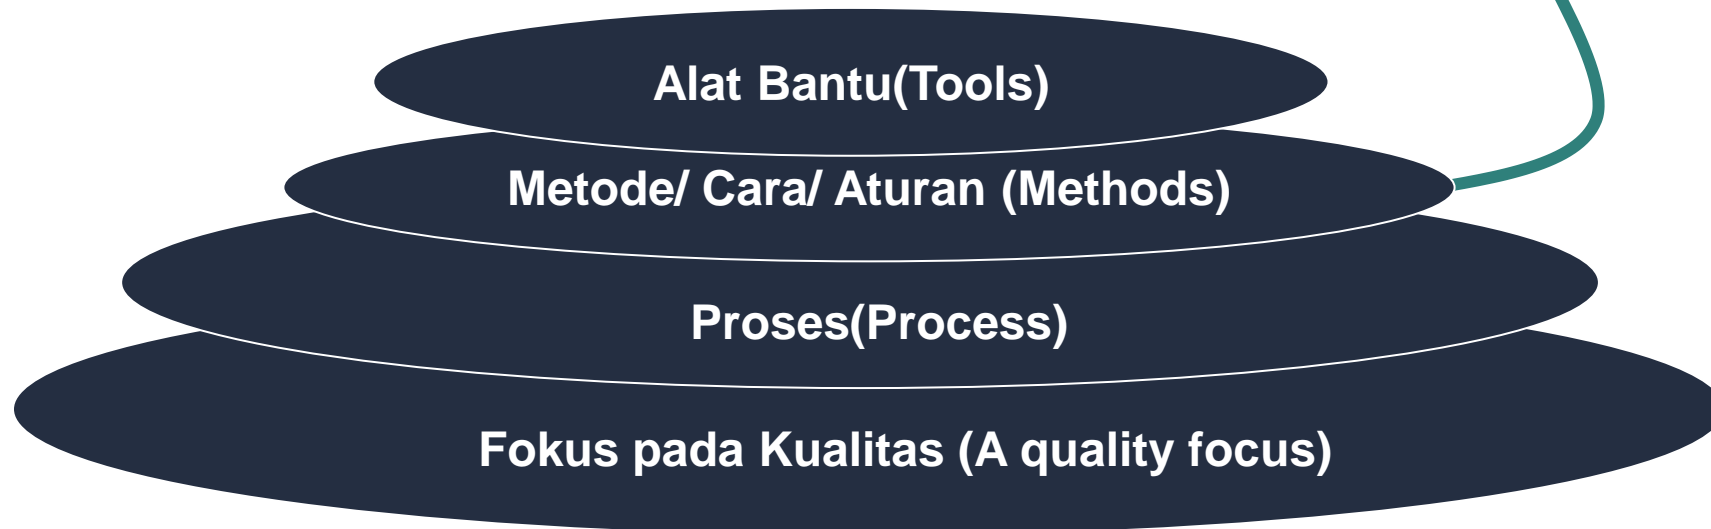 Alat Bantu(Tools)
Metode/ Cara/ Aturan (Methods)
Proses(Process)
Fokus pada Kualitas (A quality focus)